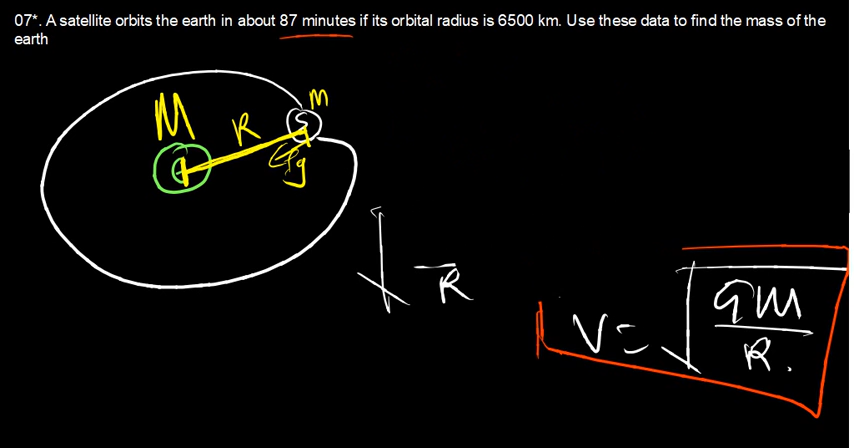 07*. A satellite orbits the earth in about 87 minutes if its orbital radius is 6500 km. Use these data to find the mass of the
earth
M
R
m
S
e
Fg
R
V = √GM/R.